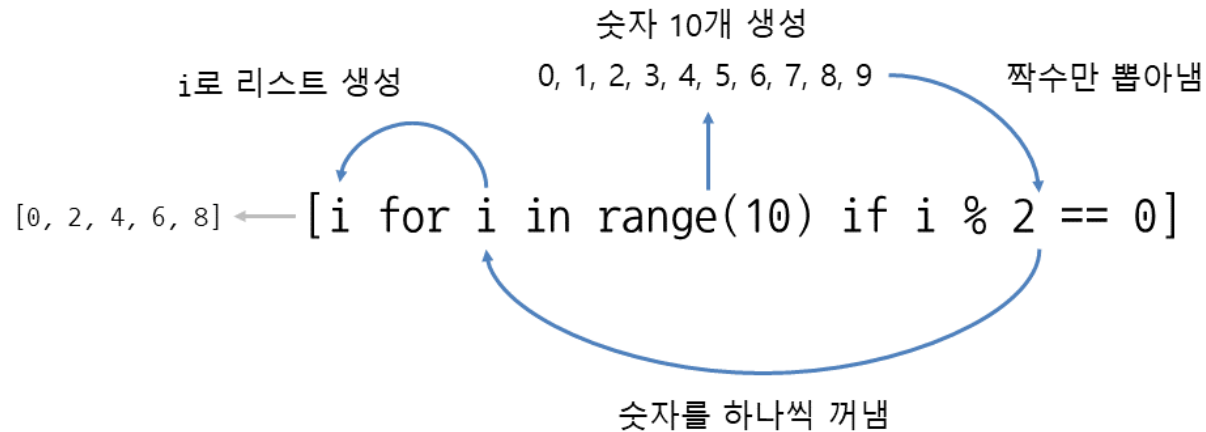 숫자 10개 생성
i로 리스트 생성
0, 1, 2, 3, 4, 5, 6, 7, 8, 9
짝수만 뽑아냄
[0, 2, 4, 6, 8]
[i for i in range(10) if i % 2 == 0]
숫자를 하나씩 꺼냄